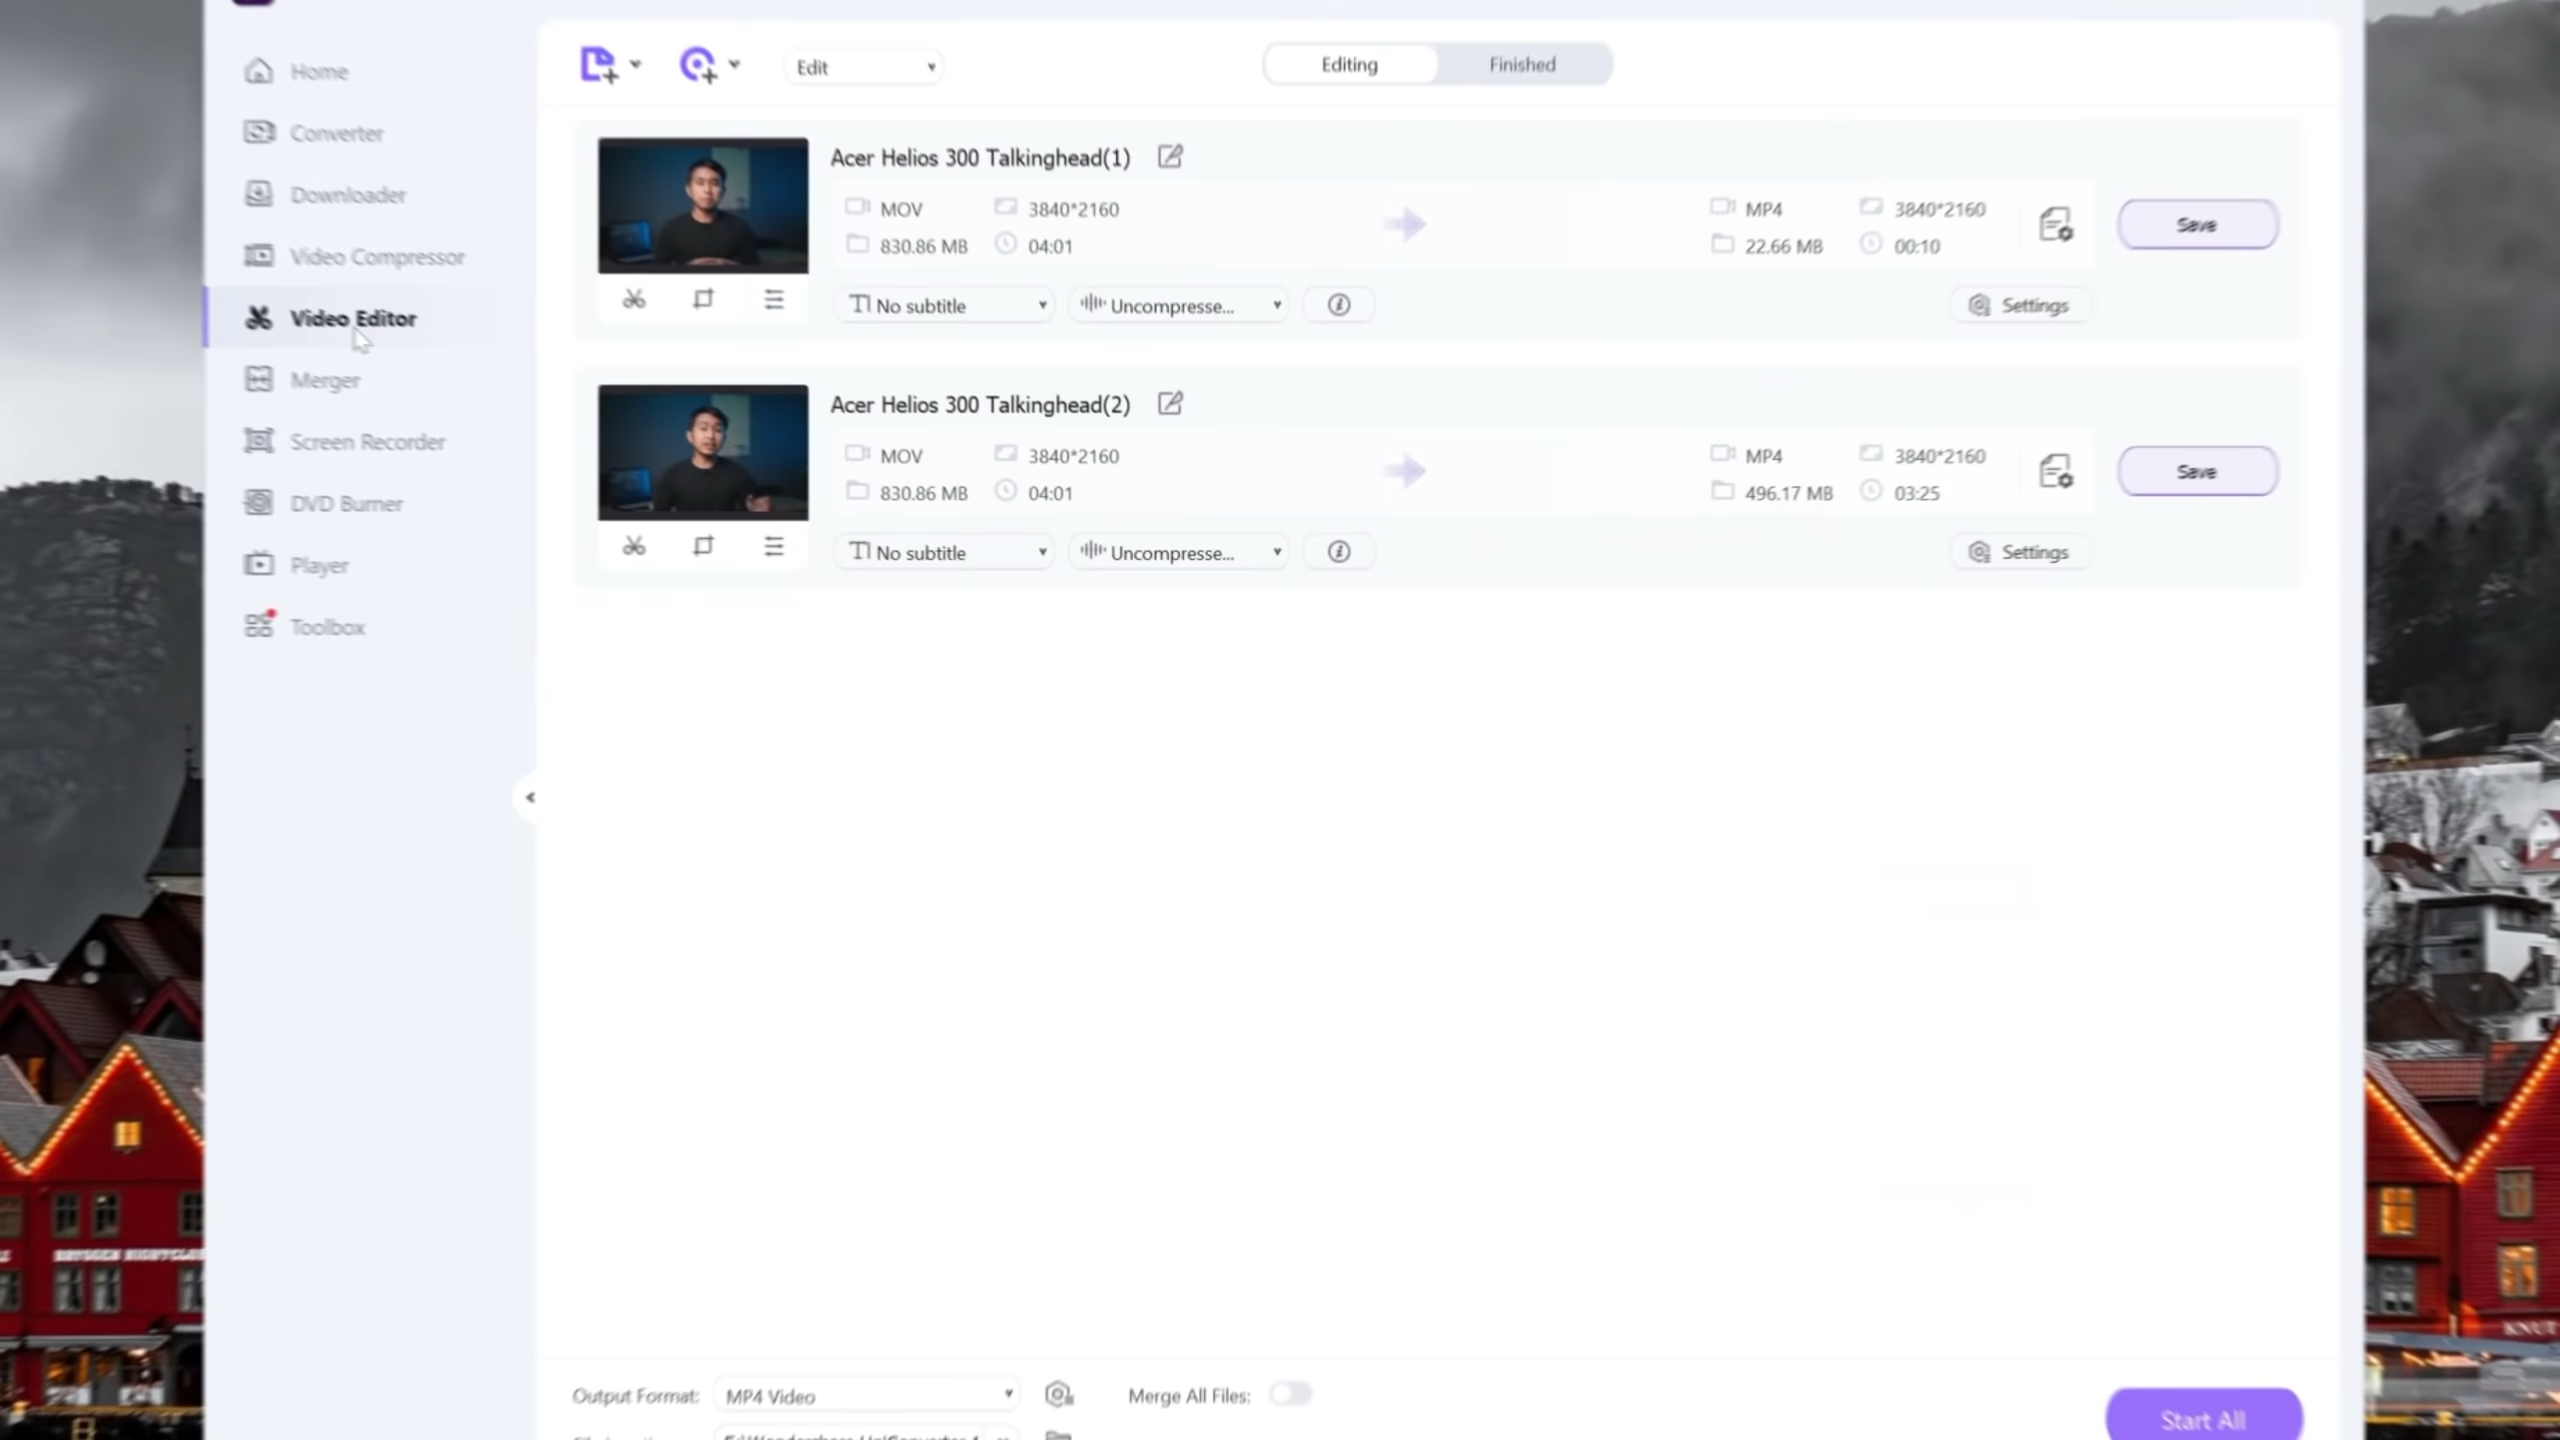 Home
Converter
Downloader
Video Compressor
Video Editor
Merger
Screen Recorder
DVD Burner
Player
Toolbox
Edit
Editing
Finished
Acer Helios 300 Talkinghead(1)
MOV
3840*2160
830.86 MB
04:01
MP4
3840*2160
22.66 MB
00:10
Save
No subtitle
Uncompresse...
Settings
Acer Helios 300 Talkinghead(2)
MOV
3840*2160
830.86 MB
04:01
MP4
3840*2160
496.17 MB
03:25
Save
No subtitle
Uncompresse...
Settings
Output Format:
MP4 Video
Merge All Files:
Start All